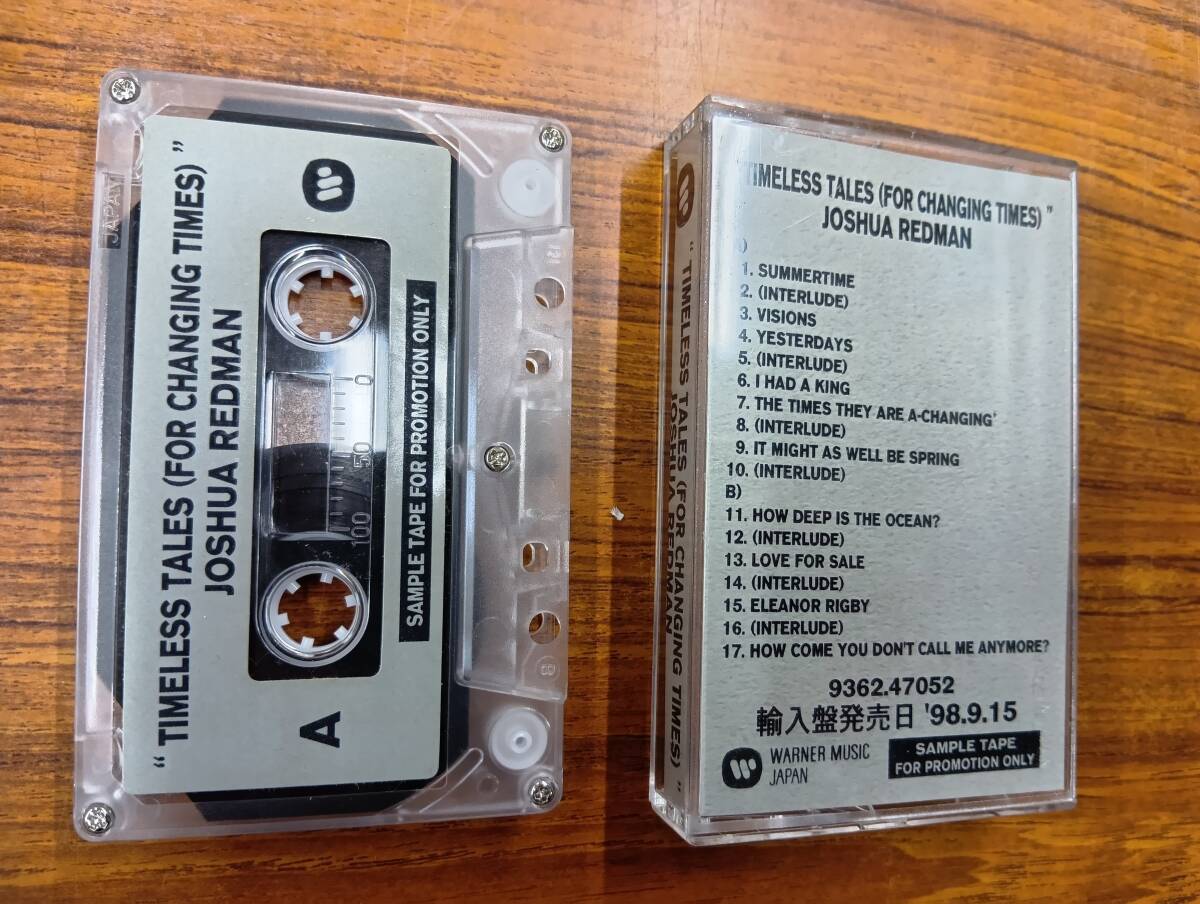 “ TIMELESS TALES (FOR CHANGING TIMES) ”
JOSHUA REDMAN
A
0
50
100
SAMPLE TAPE FOR PROMOTION ONLY
JAPAN
“ TIMELESS TALES (FOR CHANGING TIMES) ”
JOSHUA REDMAN
TIMELESS TALES (FOR CHANGING TIMES) ”
JOSHUA REDMAN
1. SUMMERTIME
2. (INTERLUDE)
3. VISIONS
4. YESTERDAYS
5. (INTERLUDE)
6. I HAD A KING
7. THE TIMES THEY ARE A-CHANGING'
8. (INTERLUDE)
9. IT MIGHT AS WELL BE SPRING
10. (INTERLUDE)
B)
11. HOW DEEP IS THE OCEAN?
12. (INTERLUDE)
13. LOVE FOR SALE
14. (INTERLUDE)
15. ELEANOR RIGBY
16. (INTERLUDE)
17. HOW COME YOU DON'T CALL ME ANYMORE?
9362.47052
輸入盤発売日 '98.9.15
WARNER MUSIC
JAPAN
SAMPLE TAPE
FOR PROMOTION ONLY